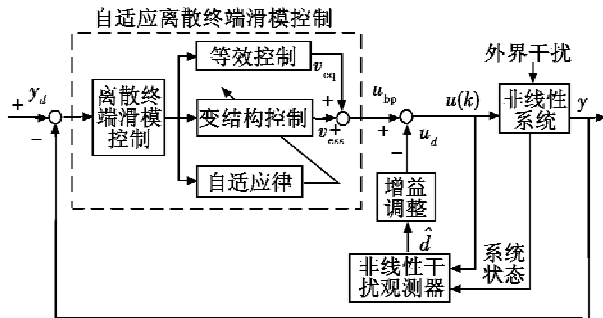 自适应离散终端滑模控制
外界干扰
等效控制
v_eq
u_bp
u(k)
+ y_d
−
离散终
端滑模
控制
变结构控制
+
+
v_ess
+
−
u_d
非线性
系统
y
自适应律
增益
调整
d̂
非线性干
扰观测器
系统
状态